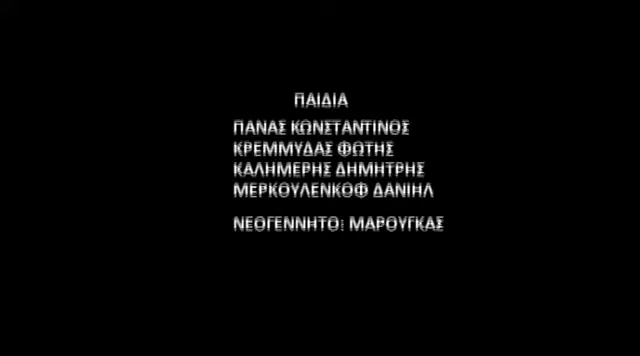 ΠΑΙΔΙΑ
ΠΑΝΑΣ ΚΩΝΣΤΑΝΤΙΝΟΣ
ΚΡΕΜΜΥΔΑΣ ΦΩΤΗΣ
ΚΑΛΗΜΕΡΗΣ ΔΗΜΗΤΡΗΣ
ΜΕΡΚΟΥΛΕΝΚΟΦ ΔΑΝΙΗΛ
ΝΕΟΓΕΝΝΗΤΟ: ΜΑΡΟΥΓΚΑΣ